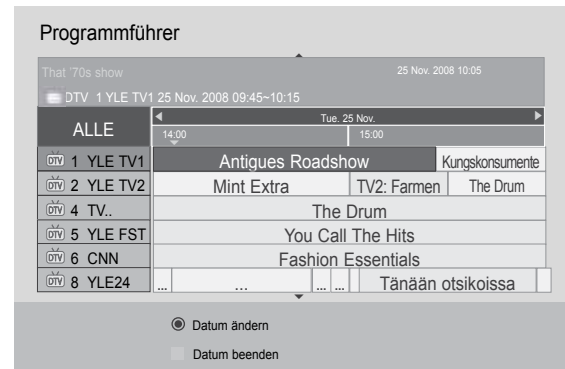 Programmführer
That '70s show
25 Nov. 2008 10:05
DTV 1 YLE TV1 25 Nov. 2008 09:45~10:15
ALLE
Tue. 25 Nov.
14:00 15:00
DTV 1 YLE TV1 Antigues Roadshow Kungskonsumente
DTV 2 YLE TV2 Mint Extra TV2: Farmen The Drum
DTV 4 TV.. The Drum
DTV 5 YLE FST You Call The Hits
DTV 6 CNN Fashion Essentials
DTV 8 YLE24 ... ... ... ... Tänään otsikoissa
Datum ändern
Datum beenden